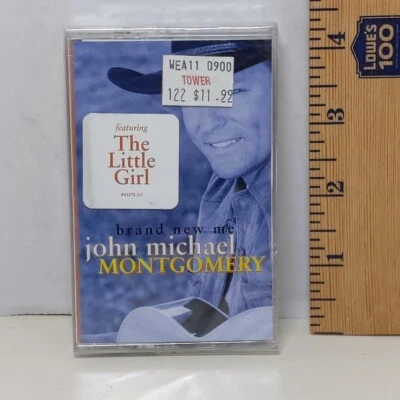 WEA11 0900
TOWER
122 $11.99
featuring
The
Little
Girl
brand new me
john michael
MONTGOMERY
4
3
2
1
LOWE'S
100